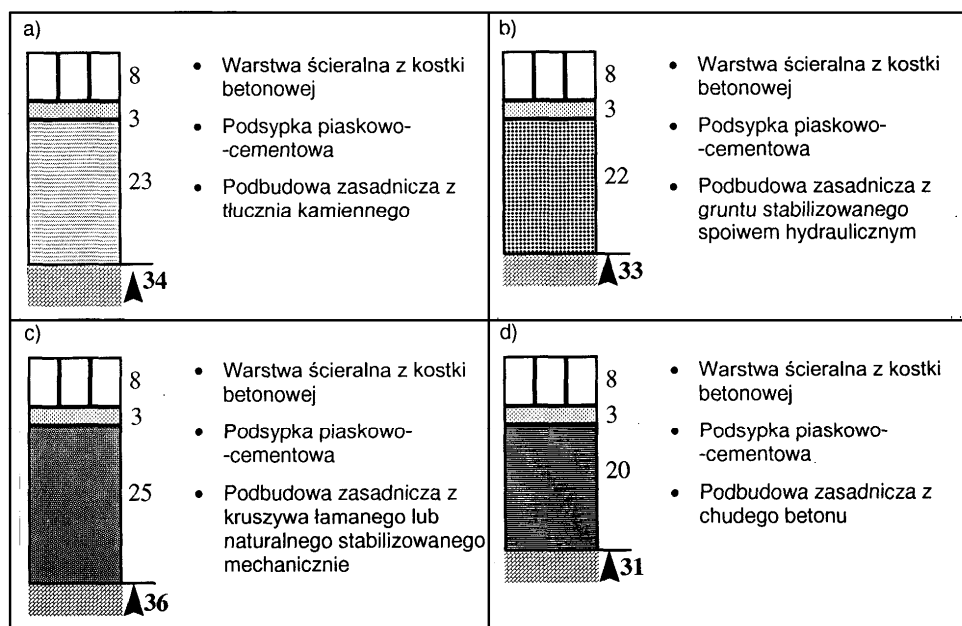 a)
8
3
23
34
• Warstwa ścieralna z kostki
betonowej
• Podsypka piaskowo-
-cementowa
• Podbudowa zasadnicza z
tłucznia kamiennego
b)
8
3
22
33
• Warstwa ścieralna z kostki
betonowej
• Podsypka piaskowo-
-cementowa
• Podbudowa zasadnicza z
gruntu stabilizowanego
spoiwem hydraulicznym
c)
8
3
25
36
• Warstwa ścieralna z kostki
betonowej
• Podsypka piaskowo-
-cementowa
• Podbudowa zasadnicza z
kruszywa łamanego lub
naturalnego stabilizowanego
mechanicznie
d)
8
3
20
31
• Warstwa ścieralna z kostki
betonowej
• Podsypka piaskowo-
-cementowa
• Podbudowa zasadnicza z
chudego betonu